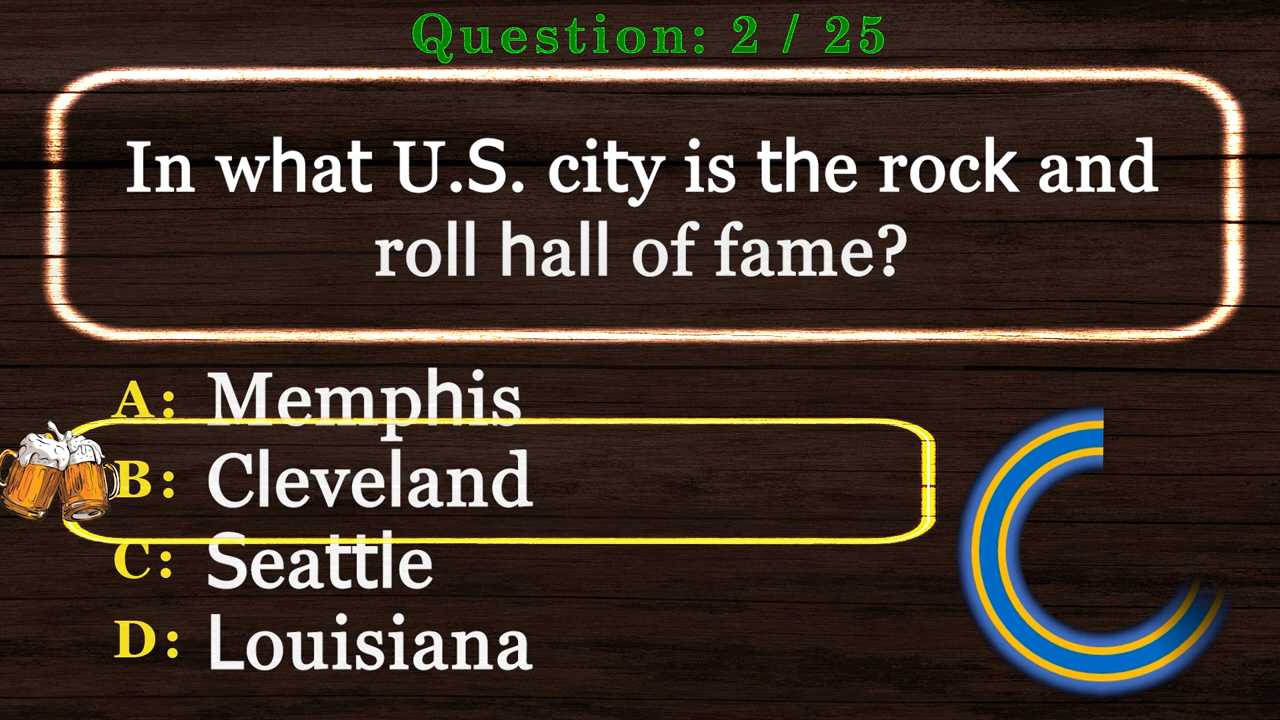 Question: 2 / 25
In what U.S. city is the rock and
roll hall of fame?
A: Memphis
B: Cleveland
C: Seattle
D: Louisiana